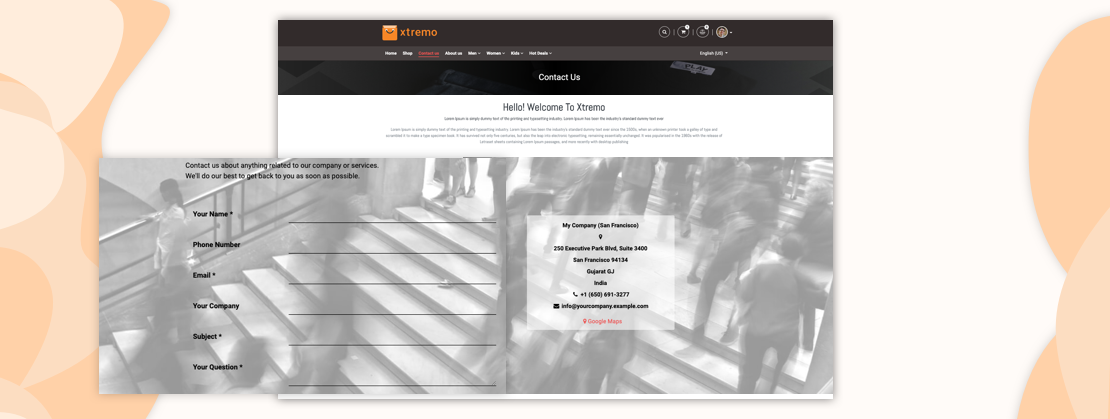 xtremo
Home Shop Contact us About us Men Women Kids Hot Deals English (US)
Contact Us
Hello! Welcome To Xtremo
Lorem Ipsum is simply dummy text of the printing and typesetting industry. Lorem Ipsum has been the industry's standard dummy text ever
Lorem Ipsum is simply dummy text of the printing and typesetting industry. Lorem Ipsum has been the industry's standard dummy text ever since the 1500s, when an unknown printer took a galley of type and
scrambled it to make a type specimen book. It has survived not only five centuries, but also the leap into electronic typesetting, remaining essentially unchanged. It was popularised in the 1960s with the release of
Letraset sheets containing Lorem Ipsum passages, and more recently with desktop publishing
Contact us about anything related to our company or services.
We'll do our best to get back to you as soon as possible.
Your Name *
Phone Number
Email *
Your Company
Subject *
Your Question *
My Company (San Francisco)
250 Executive Park Blvd, Suite 3400
San Francisco 94134
Gujarat GJ
India
+1 (650) 691-3277
info@yourcompany.example.com
Google Maps